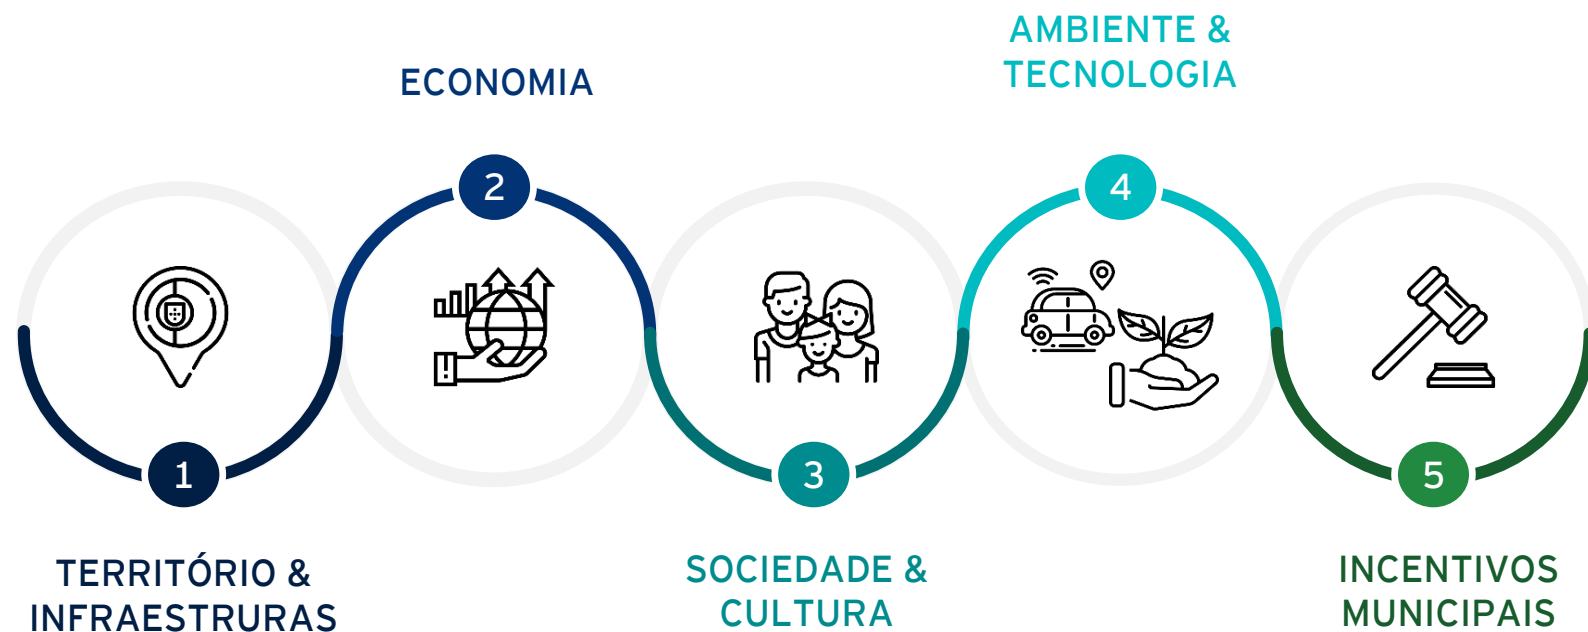 1
TERRITÓRIO &
INFRAESTRURAS
2
ECONOMIA
3
SOCIEDADE &
CULTURA
4
AMBIENTE &
TECNOLOGIA
5
INCENTIVOS
MUNICIPAIS